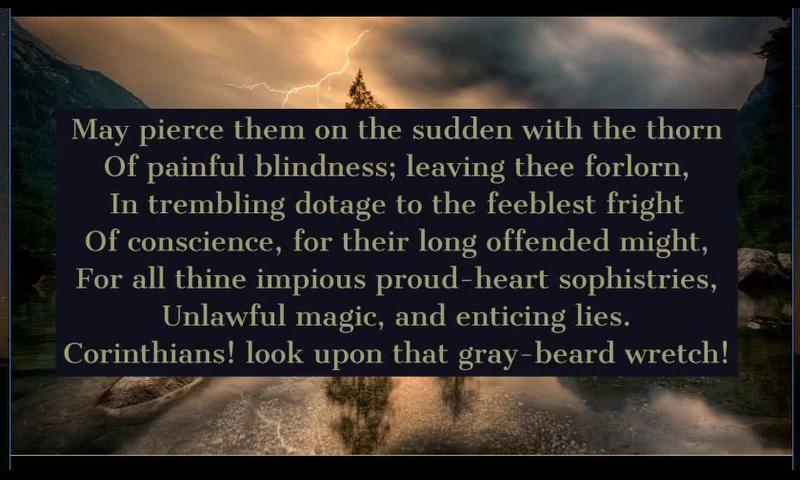 May pierce them on the sudden with the thorn
Of painful blindness; leaving thee forlorn,
In trembling dotage to the feeblest fright
Of conscience, for their long offended might,
For all thine impious proud-heart sophistries,
Unlawful magic, and enticing lies.
Corinthians! look upon that gray-beard wretch!